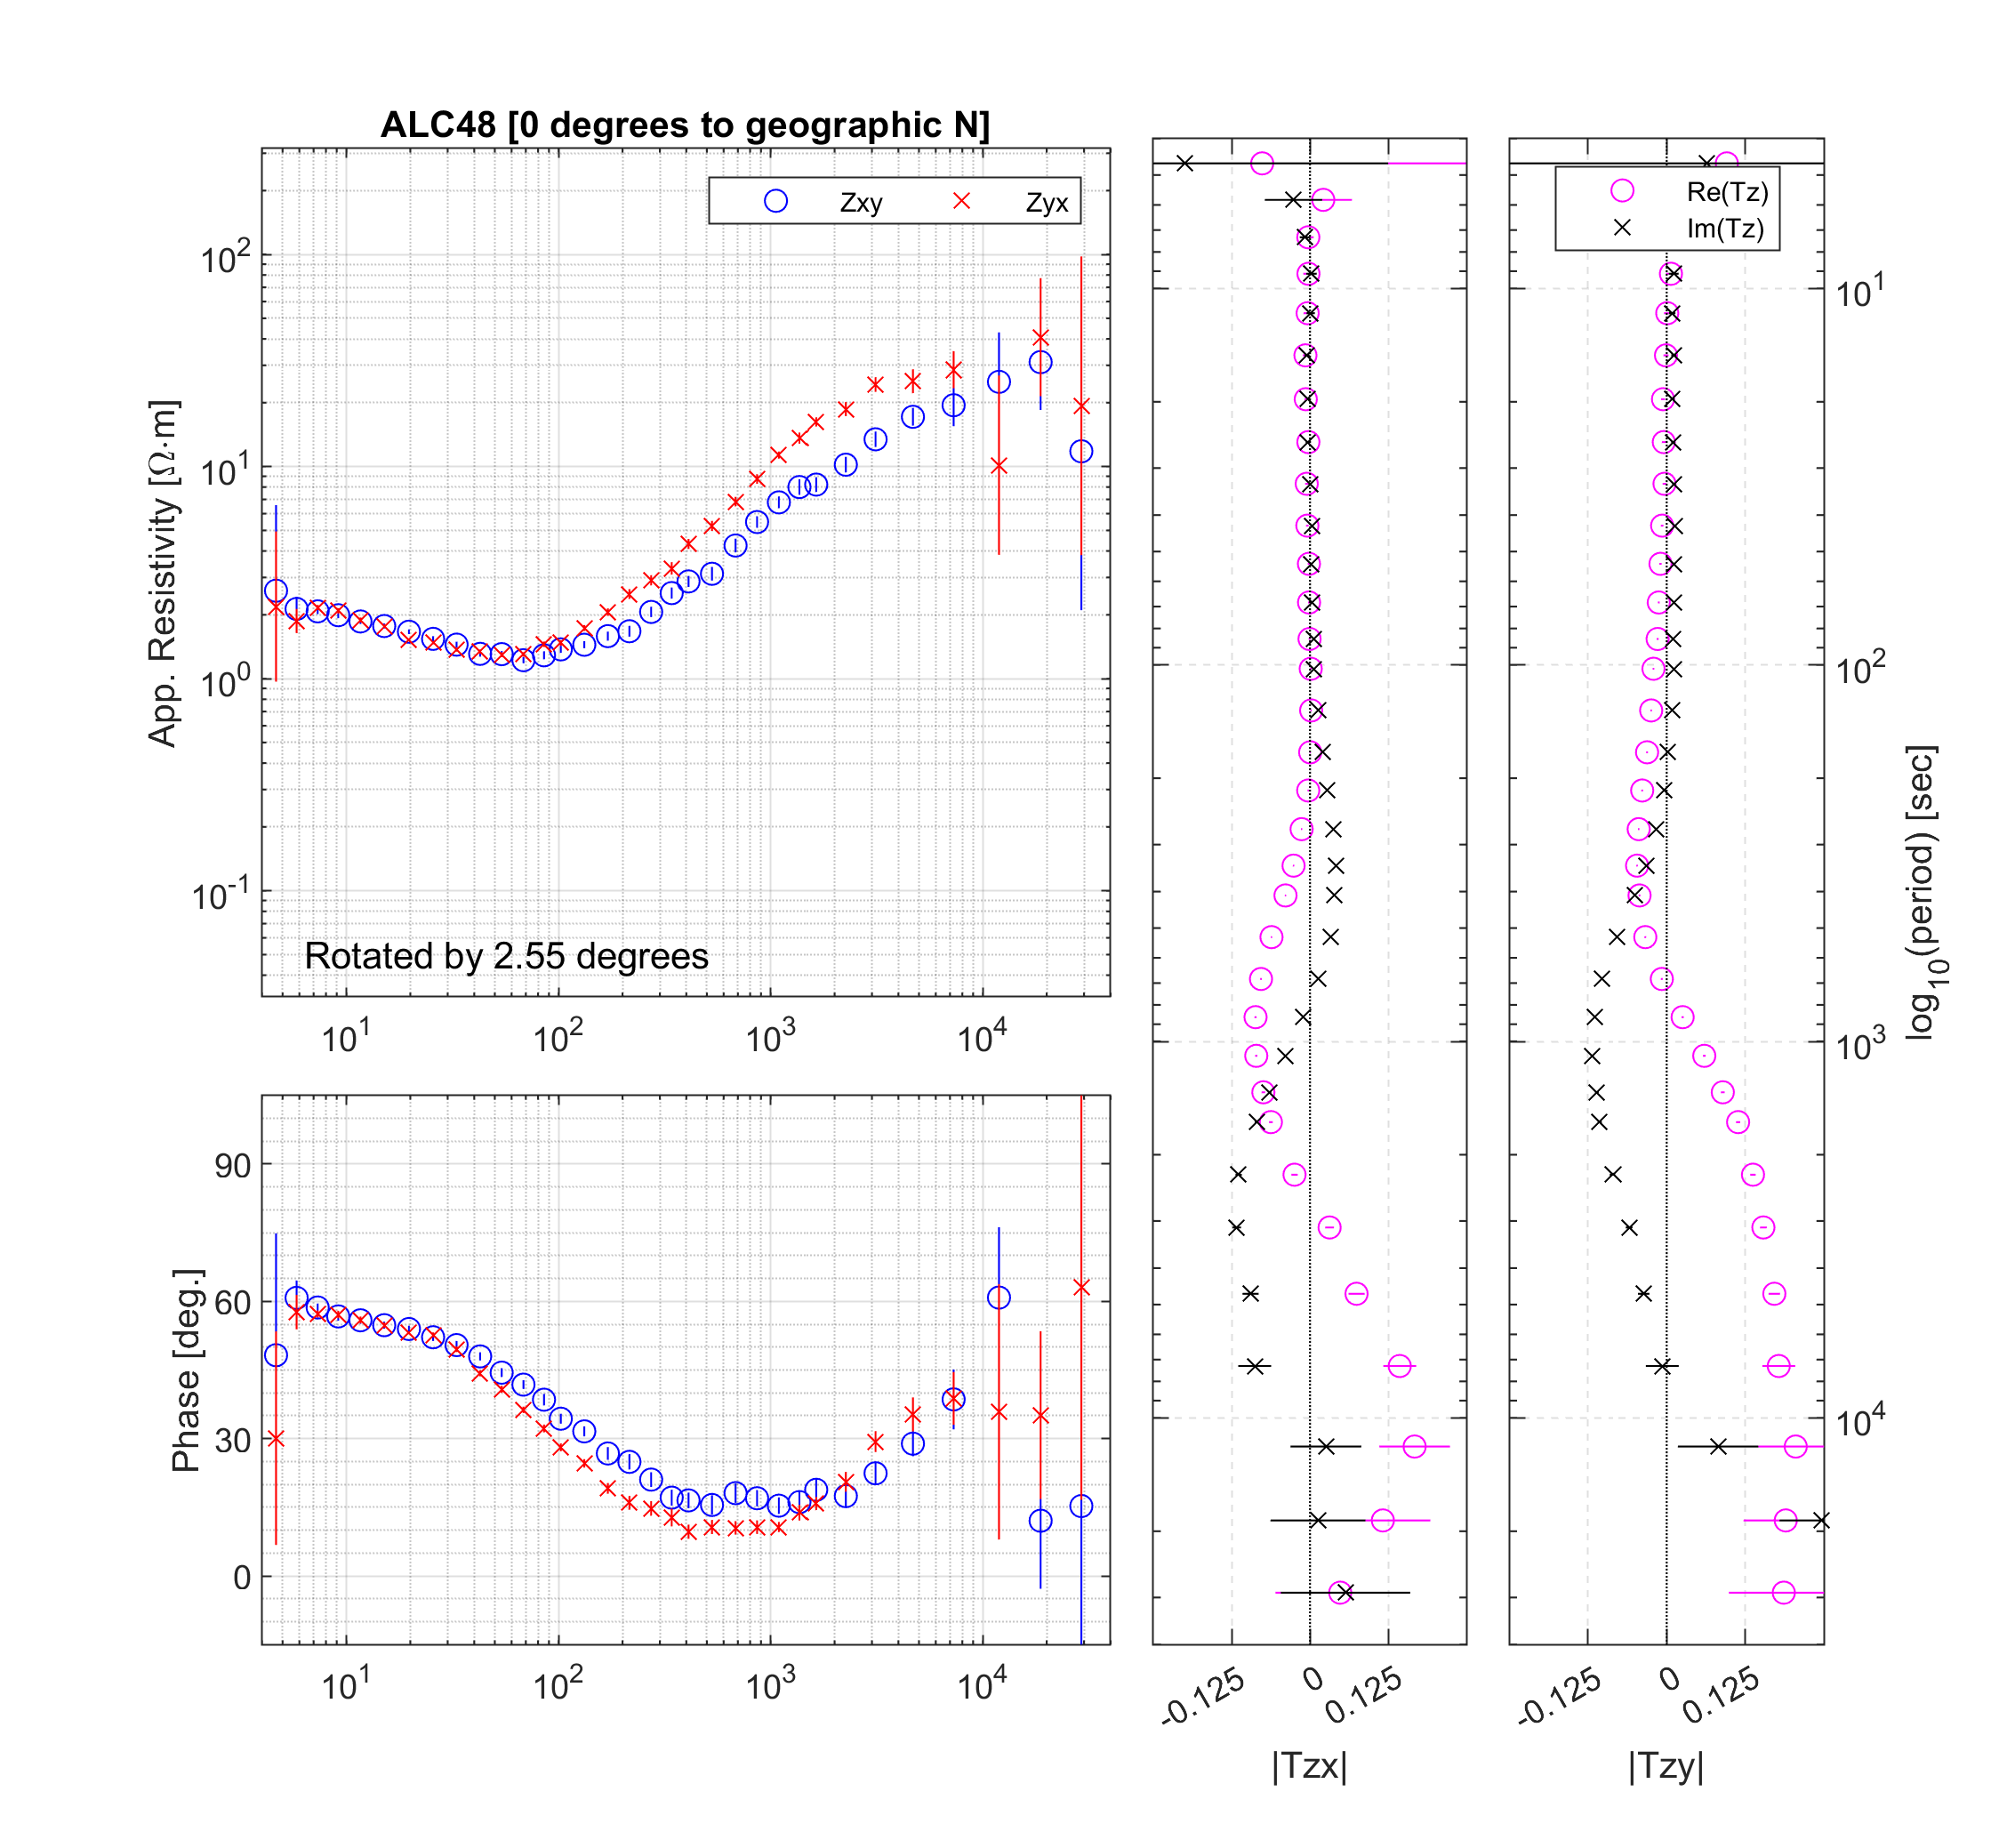 ALC48 [0 degrees to geographic N]
Zxy Zyx
App. Resistivity [Ω·m]
10^2
10^1
10^0
10^-1
Rotated by 2.55 degrees
10^1 10^2 10^3 10^4
Phase [deg.]
90
60
30
0
10^1 10^2 10^3 10^4
-0.125 0 0.125
|Tzx|
Re(Tz)
Im(Tz)
10^1
10^2
10^3
10^4
log10(period) [sec]
-0.125 0 0.125
|Tzy|